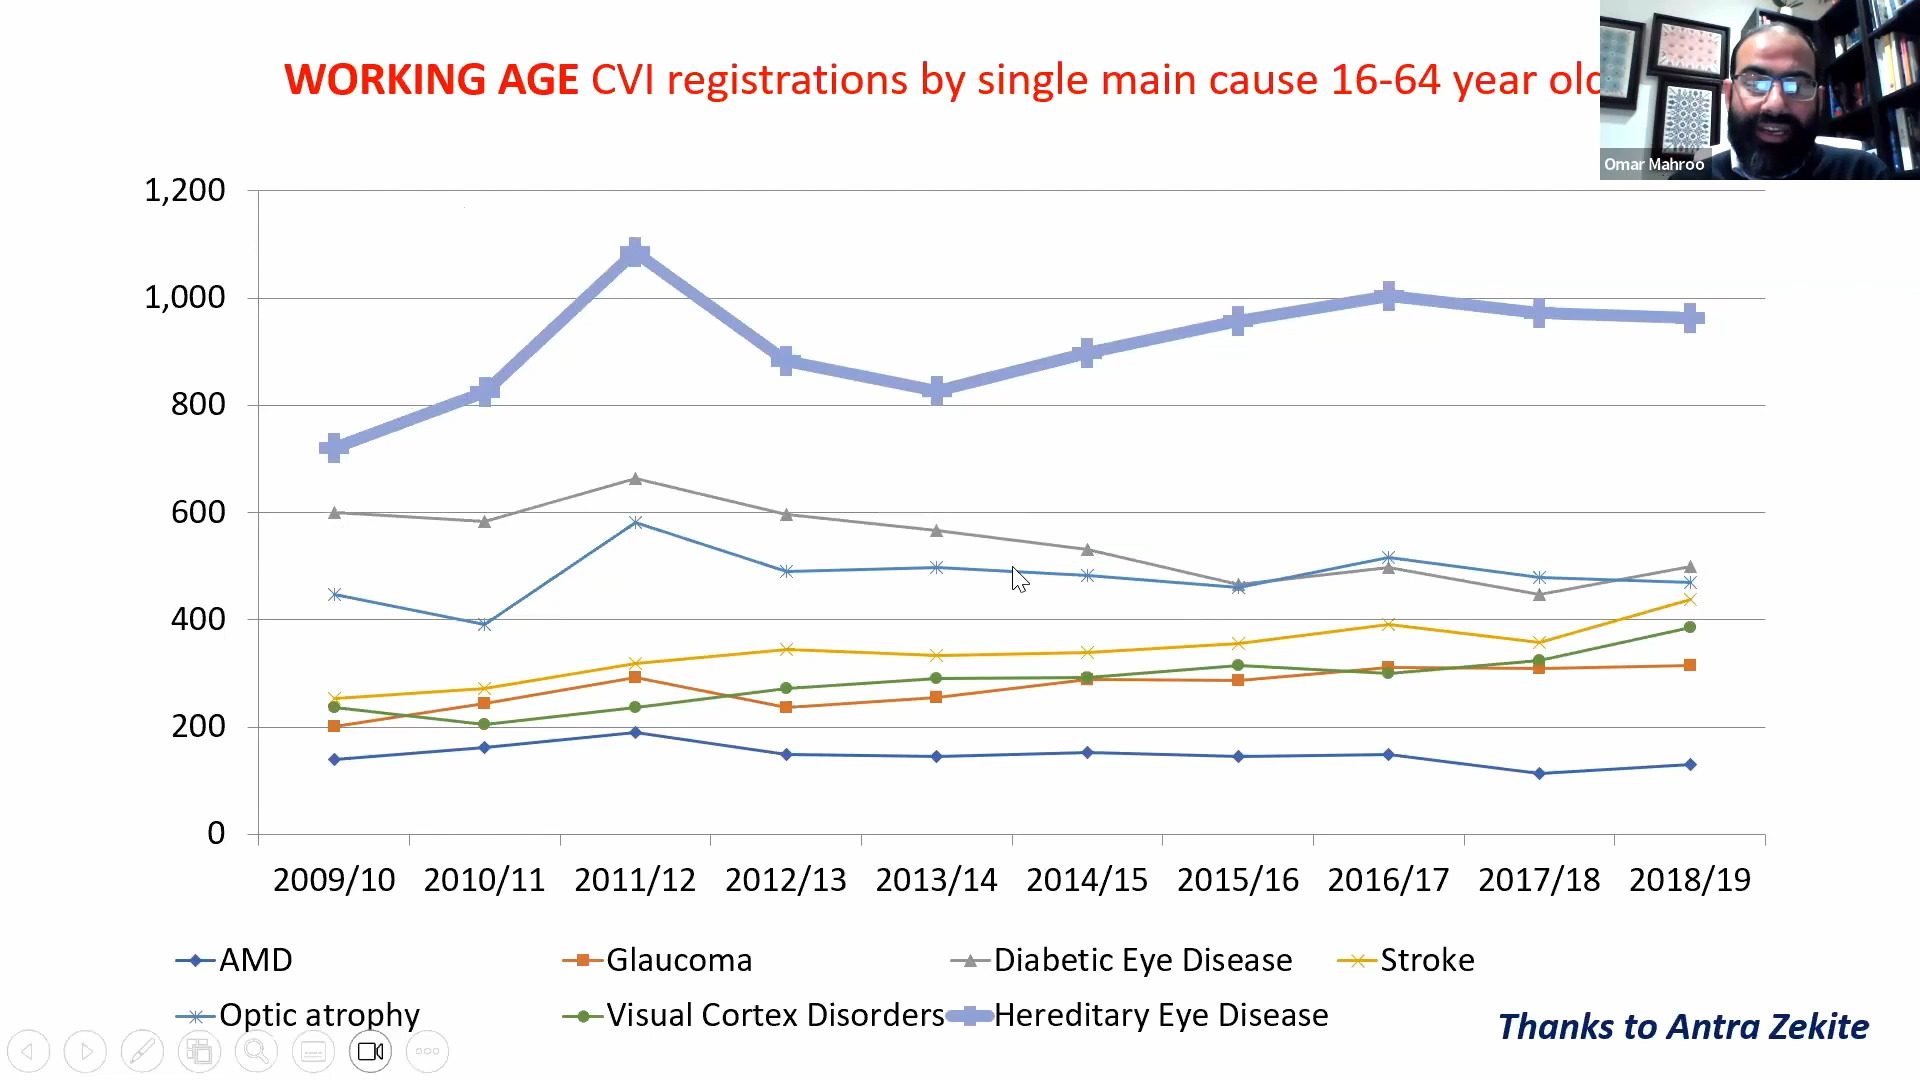 WORKING AGE CVI registrations by single main cause 16-64 year old
Omar Mahroo
1,200
1,000
800
600
400
200
0
2009/10 2010/11 2011/12 2012/13 2013/14 2014/15 2015/16 2016/17 2017/18 2018/19
AMD Glaucoma Diabetic Eye Disease Stroke
Optic atrophy Visual Cortex Disorders Hereditary Eye Disease
Thanks to Antra Zekite